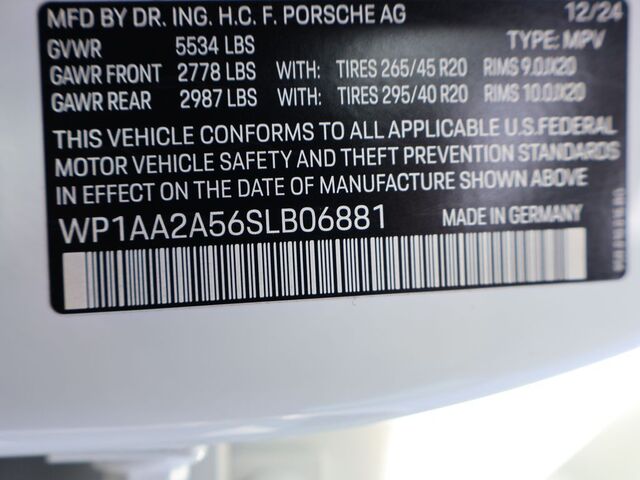 MFD BY DR. ING. H.C. F. PORSCHE AG 12/24
GVWR 5534 LBS TYPE: MPV
GAWR FRONT 2778 LBS WITH: TIRES 265/45 R20 RIMS 9.0JX20
GAWR REAR 2987 LBS WITH: TIRES 295/40 R20 RIMS 10.0JX20
THIS VEHICLE CONFORMS TO ALL APPLICABLE U.S.FEDERAL
MOTOR VEHICLE SAFETY AND THEFT PREVENTION STANDARDS
IN EFFECT ON THE DATE OF MANUFACTURE SHOWN ABOVE
WP1AA2A56SLB06881 MADE IN GERMANY